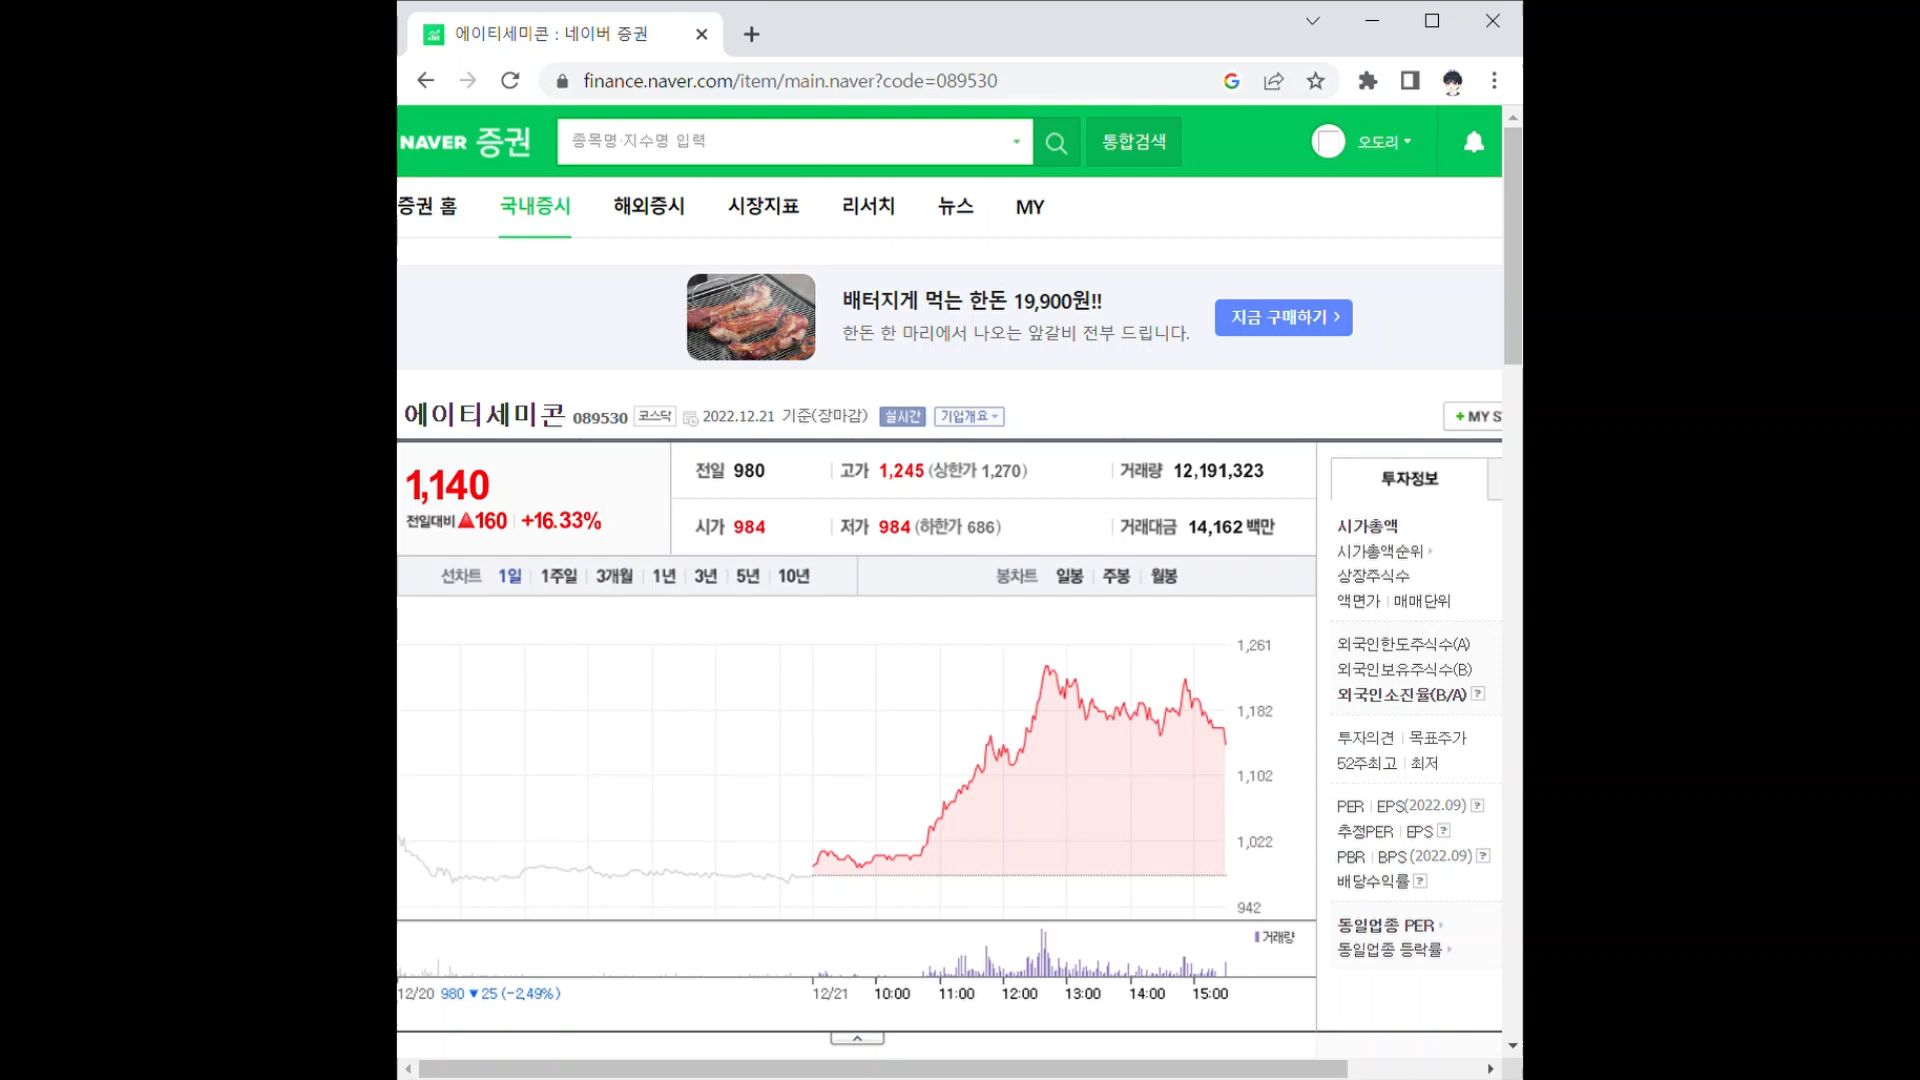 에이티세미콘 : 네이버 증권
finance.naver.com/item/main.naver?code=089530
NAVER 증권
종목명·지수명 입력
통합검색
오도리
증권 홈 국내증시 해외증시 시장지표 리서치 뉴스 MY
배터지게 먹는 한돈 19,900원!!
한돈 한 마리에서 나오는 앞갈비 전부 드립니다.
지금 구매하기 >
에이티세미콘 089530 코스닥 2022.12.21 기준(장마감) 실시간 기업개요
+ MY S
1,140
전일대비 ▲160 +16.33%
전일 980 고가 1,245 (상한가 1,270) 거래량 12,191,323
시가 984 저가 984 (하한가 686) 거래대금 14,162 백만
선차트 1일 1주일 3개월 1년 3년 5년 10년 봉차트 일봉 주봉 월봉
1,261
1,182
1,102
1,022
942
거래량
12/20 980 ▼25 (-2.49%) 12/21 10:00 11:00 12:00 13:00 14:00 15:00
투자정보
시가총액
시가총액순위
상장주식수
액면가 매매단위
외국인한도주식수(A)
외국인보유주식수(B)
외국인소진율(B/A) ?
투자의견 목표주가
52주최고 최저
PER EPS(2022.09) ?
추정PER EPS ?
PBR BPS (2022.09) ?
배당수익률 ?
동일업종 PER
동일업종 등락률